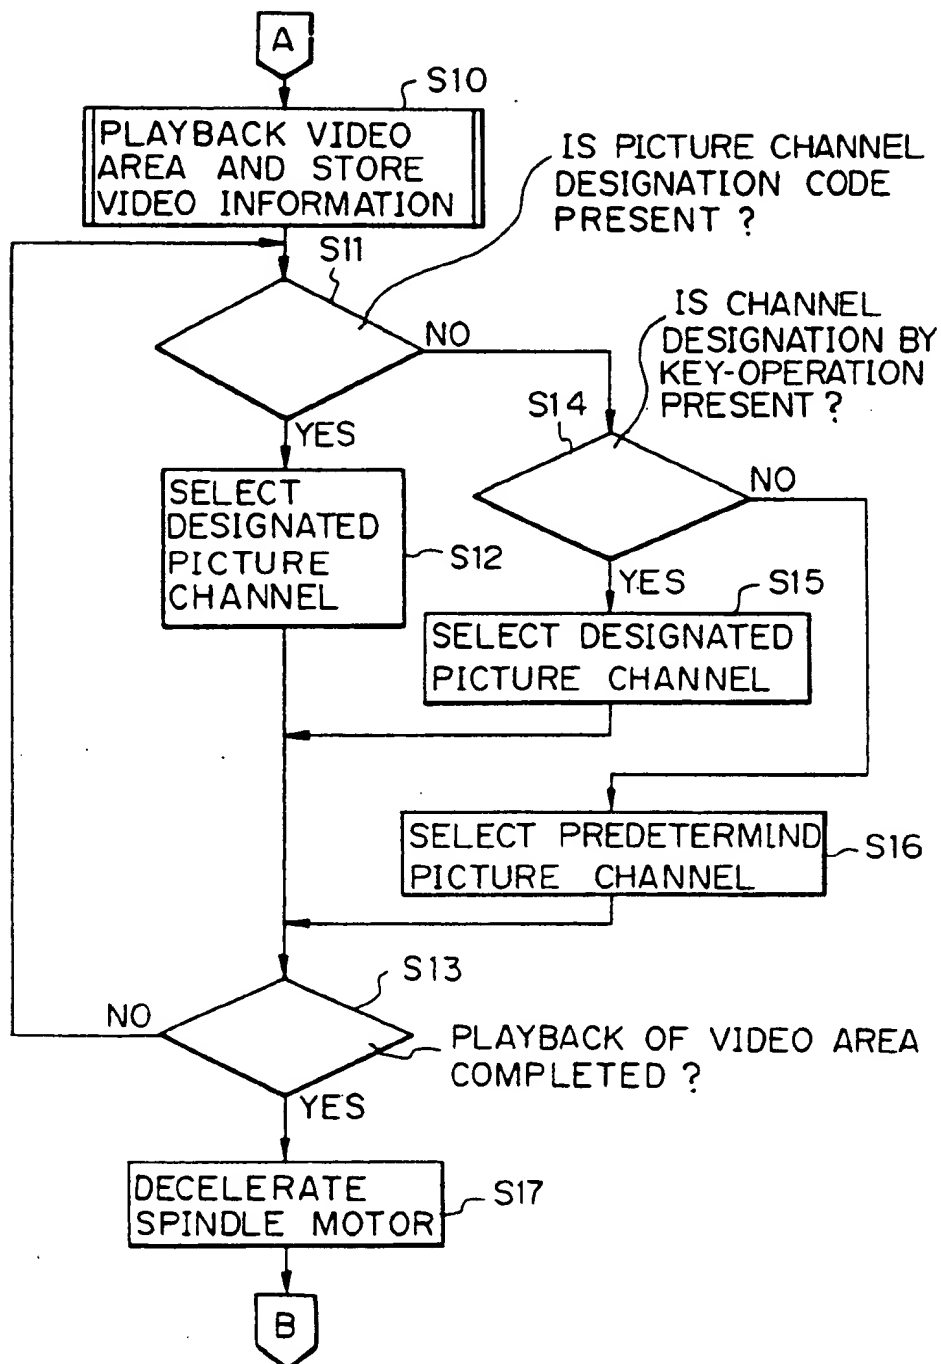 A
S10
PLAYBACK VIDEO
AREA AND STORE
VIDEO INFORMATION
IS PICTURE CHANNEL
DESIGNATION CODE
PRESENT ?
S11
NO
YES
IS CHANNEL
DESIGNATION BY
KEY-OPERATION
PRESENT ?
S14
NO
YES
SELECT
DESIGNATED
PICTURE
CHANNEL
S12
S15
SELECT DESIGNATED
PICTURE CHANNEL
SELECT PREDETERMIND
PICTURE CHANNEL
S16
S13
NO
PLAYBACK OF VIDEO AREA
COMPLETED ?
YES
DECELERATE
SPINDLE MOTOR
S17
B